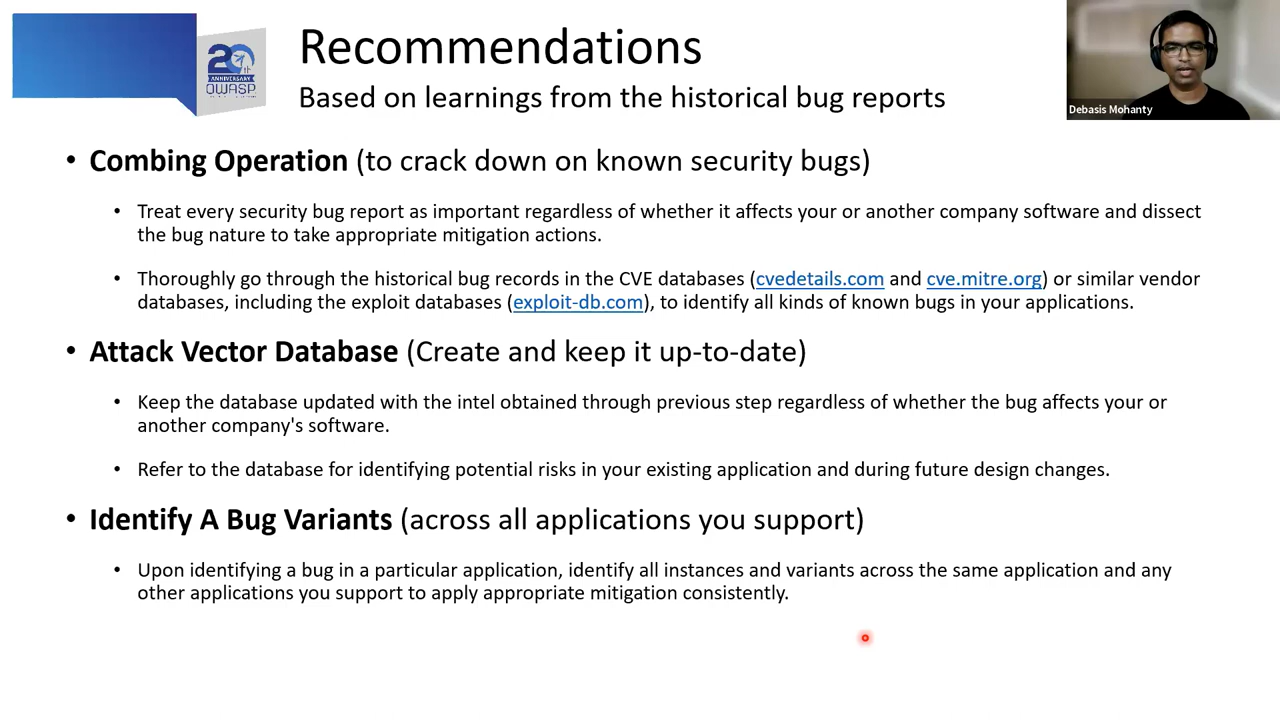 20
ANNIVERSARY
OWASP
Recommendations
Based on learnings from the historical bug reports
Debasis Mohanty
• Combing Operation (to crack down on known security bugs)
• Treat every security bug report as important regardless of whether it affects your or another company software and dissect
the bug nature to take appropriate mitigation actions.
• Thoroughly go through the historical bug records in the CVE databases (cvedetails.com and cve.mitre.org) or similar vendor
databases, including the exploit databases (exploit-db.com), to identify all kinds of known bugs in your applications.
• Attack Vector Database (Create and keep it up-to-date)
• Keep the database updated with the intel obtained through previous step regardless of whether the bug affects your or
another company's software.
• Refer to the database for identifying potential risks in your existing application and during future design changes.
• Identify A Bug Variants (across all applications you support)
• Upon identifying a bug in a particular application, identify all instances and variants across the same application and any
other applications you support to apply appropriate mitigation consistently.